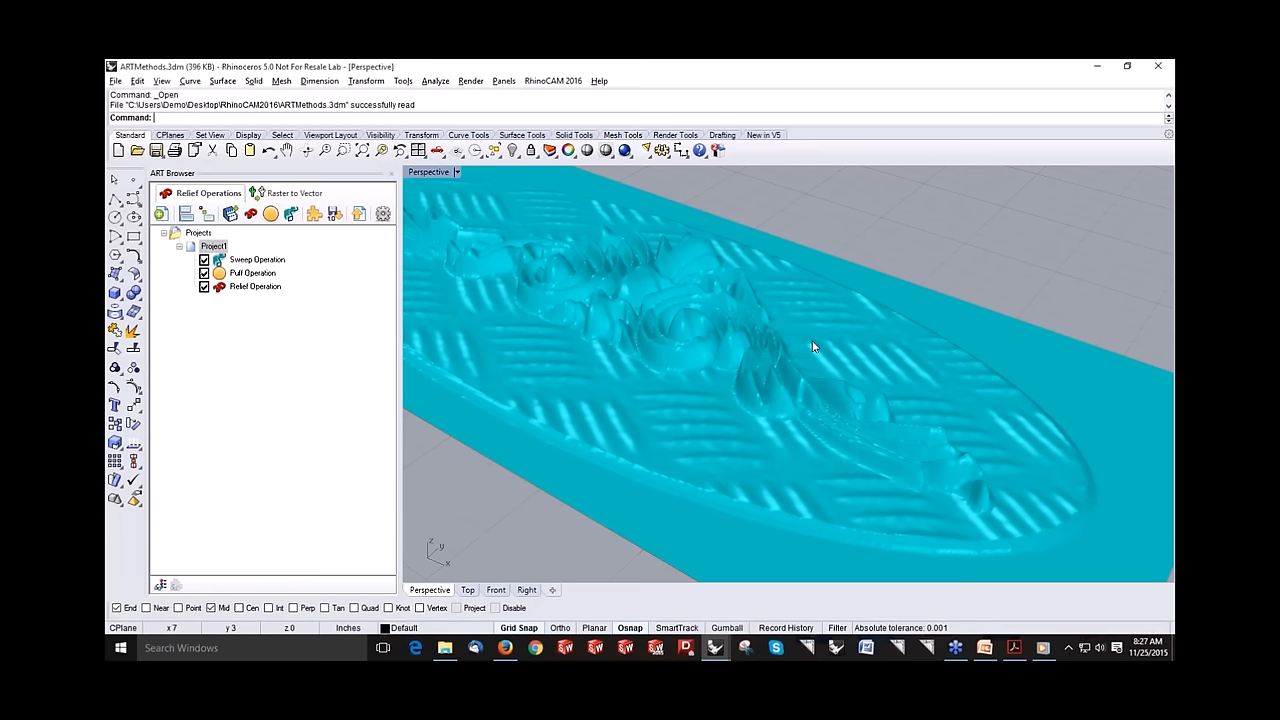 ARTMethods.3dm (396 KB) - Rhinoceros 5.0 Not For Resale Lab - [Perspective]
File Edit View Curve Surface Solid Mesh Dimension Transform Tools Analyze Render Panels RhinoCAM 2016 Help
Command: _Open
File "C:\Users\Demo\Desktop\RhinoCAM2016\ARTMethods.3dm" successfully read
Command:
Standard CPlanes Set View Display Select Viewport Layout Visibility Transform Curve Tools Surface Tools Solid Tools Mesh Tools Render Tools Drafting New in V5
ART Browser
Perspective
Relief Operations Raster to Vector
Projects
Project1
Sweep Operation
Puff Operation
Relief Operation
z
y
x
Perspective Top Front Right
End Near Point Mid Cen Int Perp Tan Quad Knot Vertex Project Disable
CPlane x 7 y 3 z 0 Inches Default Grid Snap Ortho Planar Osnap SmartTrack Gumball Record History Filter Absolute tolerance: 0.001
Search Windows
8:27 AM
11/25/2015